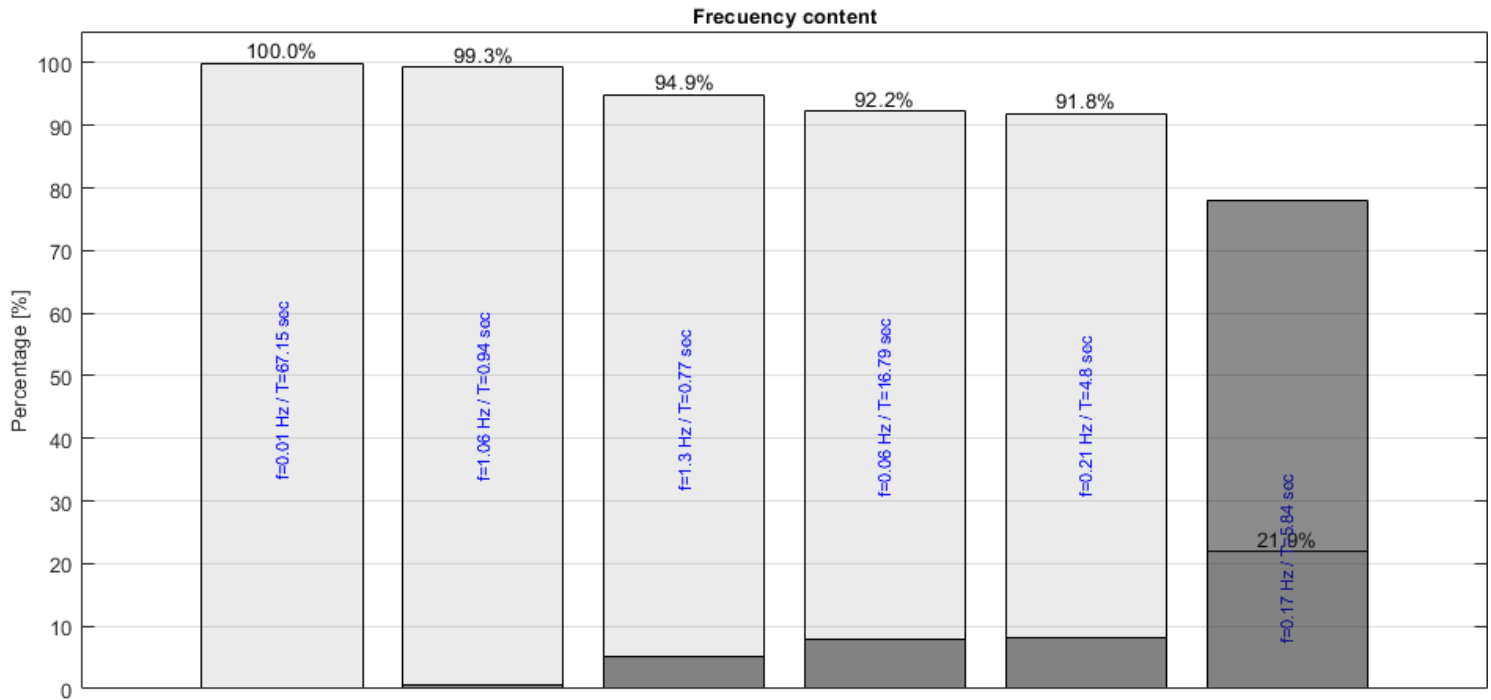 Frecuency content
Percentage [%]
100
90
80
70
60
50
40
30
20
10
0
100.0%
99.3%
94.9%
92.2%
91.8%
21.9%
f=0.01 Hz / T=67.15 sec
f=1.06 Hz / T=0.94 sec
f=1.3 Hz / T=0.77 sec
f=0.06 Hz / T=16.79 sec
f=0.21 Hz / T=4.8 sec
f=0.17 Hz / T=5.84 sec